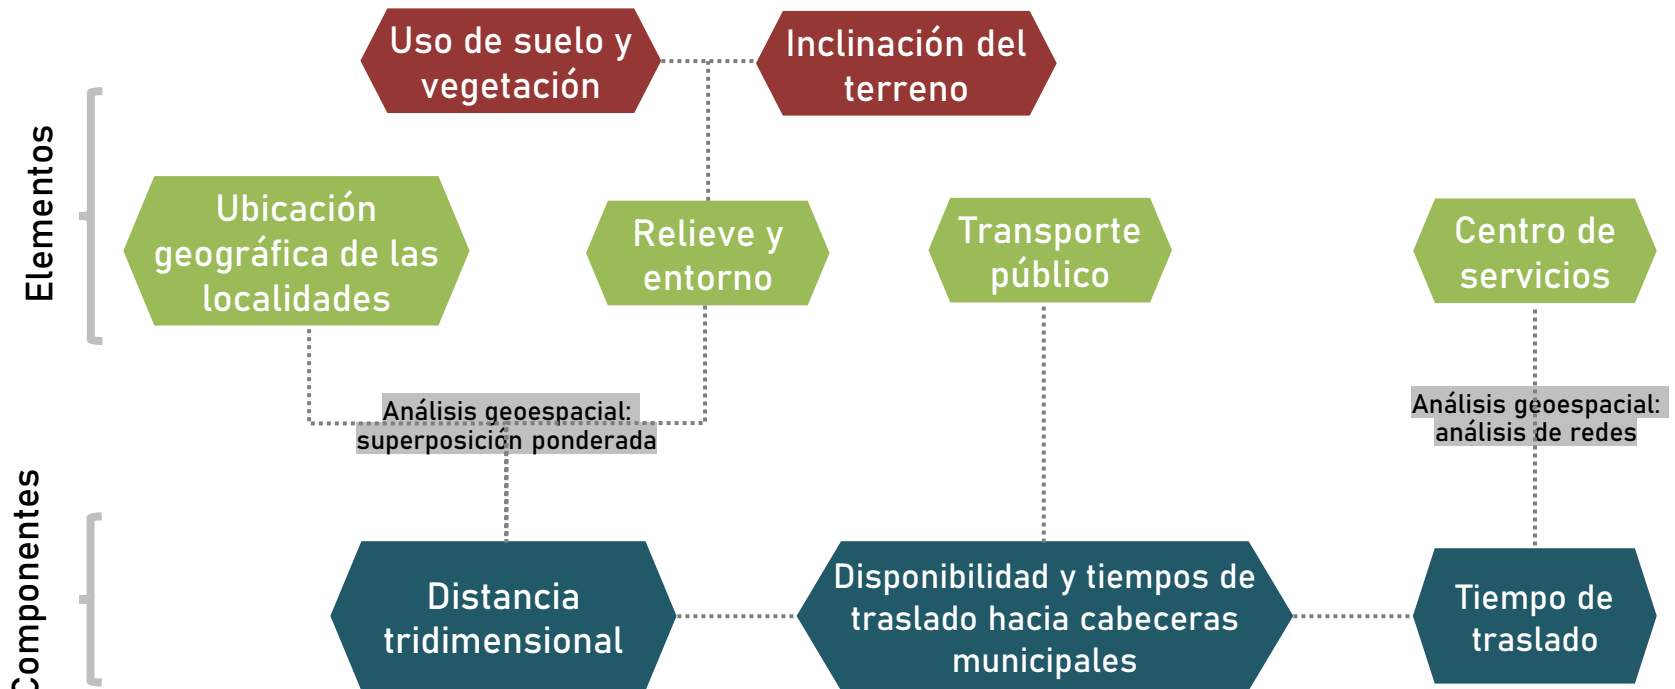 Uso de suelo y
vegetación
Inclinación del
terreno
Elementos
Ubicación
geográfica de las
localidades
Relieve y
entorno
Transporte
público
Centro de
servicios
Análisis geoespacial:
superposición ponderada
Análisis geoespacial:
análisis de redes
Componentes
Distancia
tridimensional
Disponibilidad y tiempos de
traslado hacia cabeceras
municipales
Tiempo de
traslado